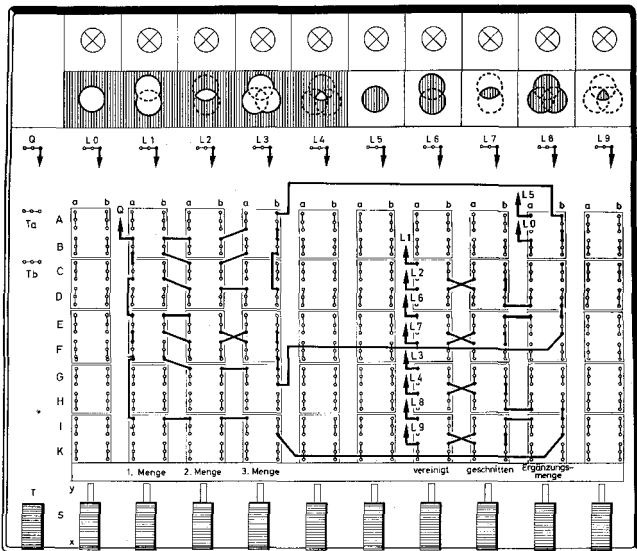 Q L0 L1 L2 L3 L4 L5 L6 L7 L8 L9
a b a b a b a b a b a b a b a b a b a b
L5
Ta A Q L0
B L1
Tb C L2
D L6
E L7
F L3
G L4
H L8
I L9
K
1. Menge 2. Menge 3. Menge vereinigt geschnitten Ergänzungs-
menge
T y
S
x